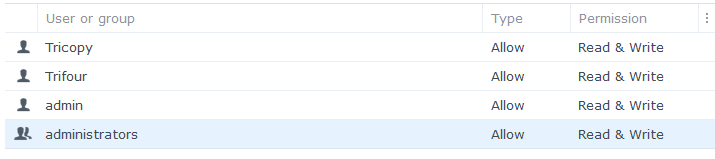 User or group Type Permission
Tricopy Allow Read & Write
Trifour Allow Read & Write
admin Allow Read & Write
administrators Allow Read & Write